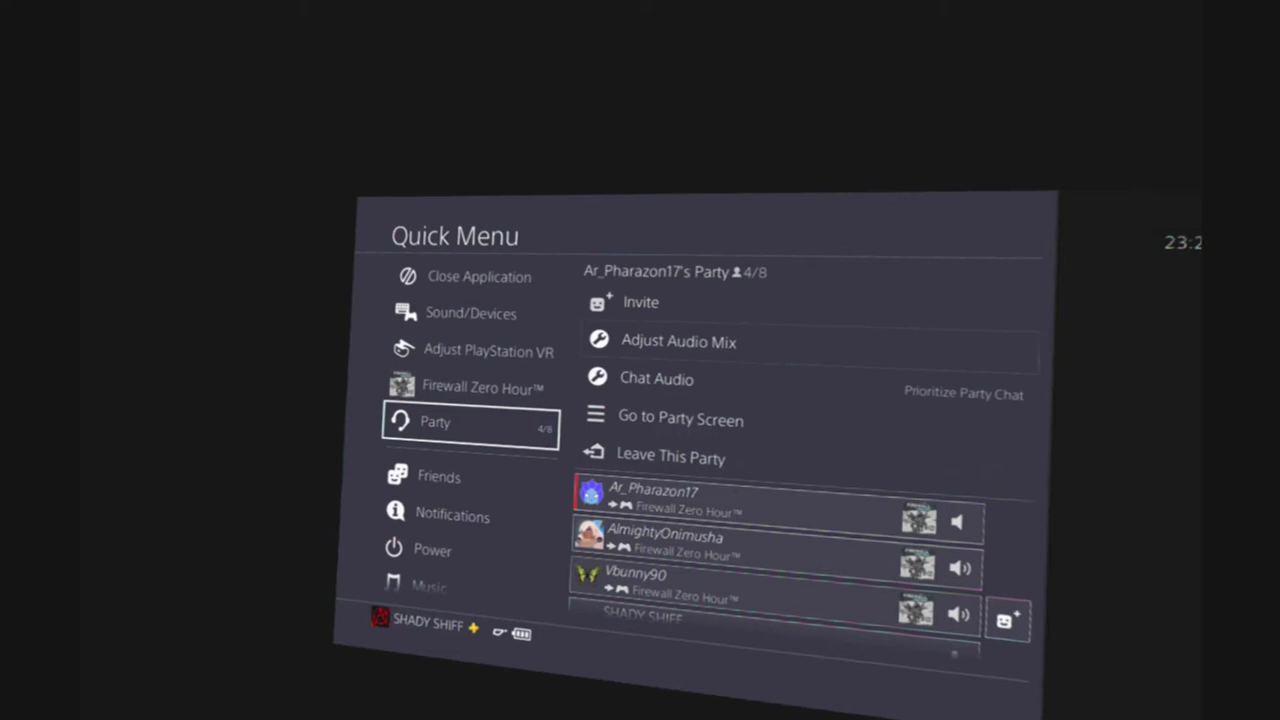 23:2
Quick Menu
Close Application
Sound/Devices
Adjust PlayStation VR
Firewall Zero Hour™
Party 4/8
Friends
Notifications
Power
Music
SHADY SHIFF
Ar_Pharazon17's Party 4/8
Invite
Adjust Audio Mix
Chat Audio
Prioritize Party Chat
Go to Party Screen
Leave This Party
Ar_Pharazon17
Firewall Zero Hour™
AlmightyOnimusha
Firewall Zero Hour™
Vbunny90
Firewall Zero Hour™
SHADY SHIFF